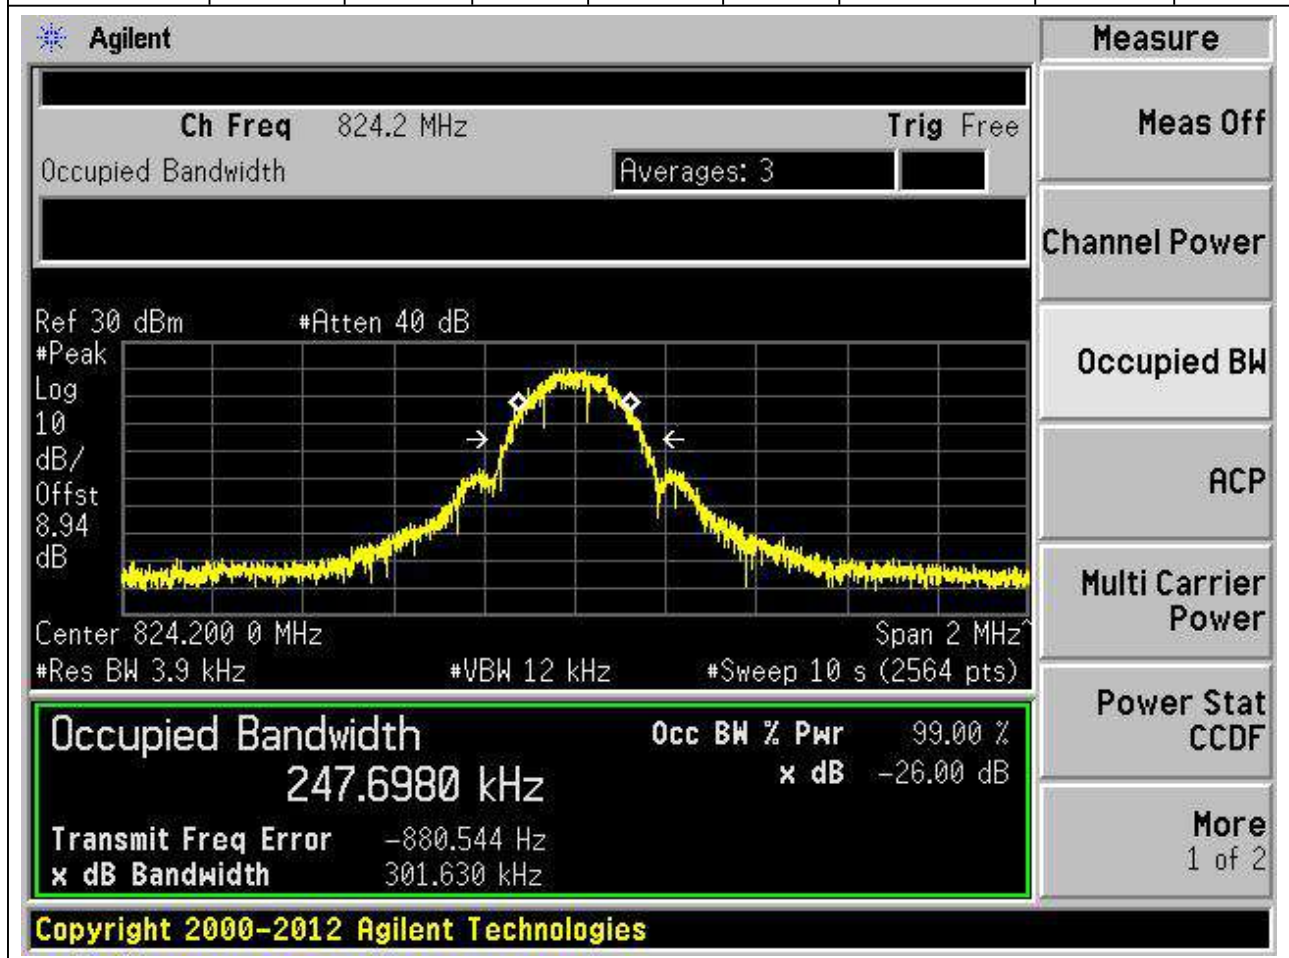 Agilent
Measure
Ch Freq 824.2 MHz Trig Free
Occupied Bandwidth Averages: 3
Meas Off
Channel Power
Occupied BW
ACP
Multi Carrier
Power
Power Stat
CCDF
More
1 of 2
Ref 30 dBm #Atten 40 dB
#Peak
Log
10
dB/
Offst
8.94
dB
Center 824.200 0 MHz Span 2 MHz^
#Res BW 3.9 kHz #VBW 12 kHz #Sweep 10 s (2564 pts)
Occupied Bandwidth Occ BW % Pwr 99.00 %
247.6980 kHz x dB -26.00 dB
Transmit Freq Error -880.544 Hz
x dB Bandwidth 301.630 kHz
Copyright 2000-2012 Agilent Technologies